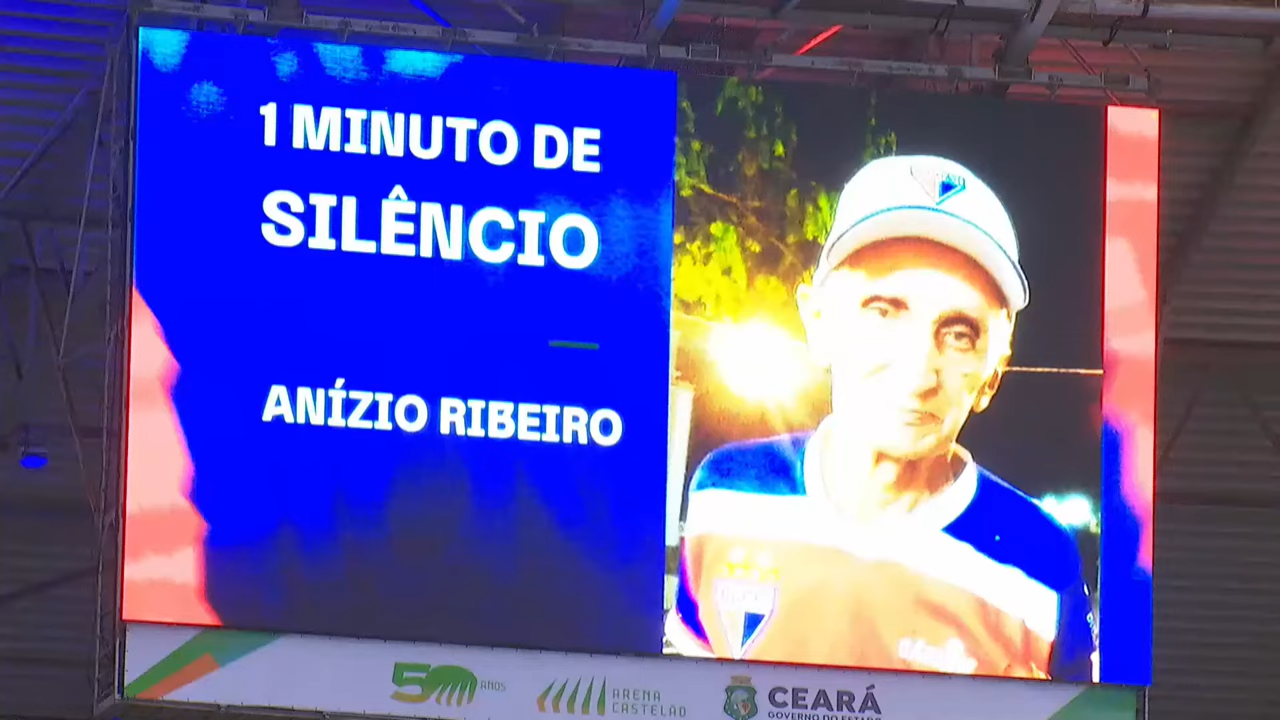 1 MINUTO DE
SILÊNCIO
ANÍZIO RIBEIRO
50 ANOS
ARENA
CASTELÃO
CEARÁ
GOVERNO DO ESTADO